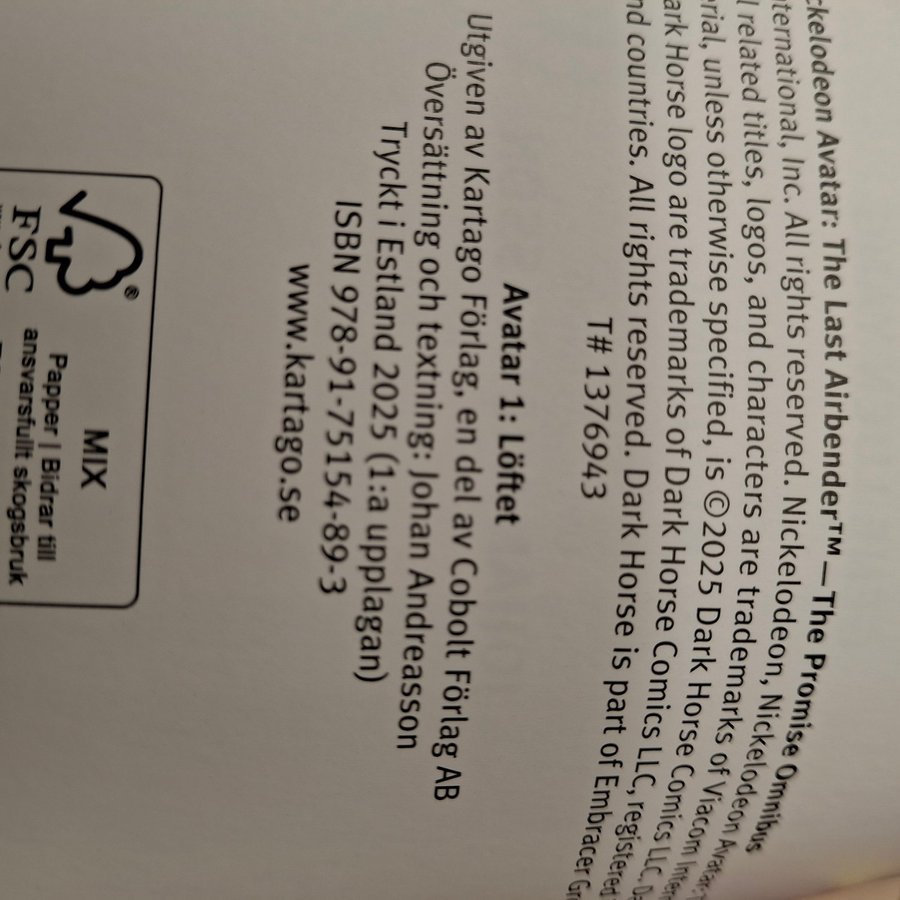 ckelodeon Avatar: The Last Airbender™ — The Promise Omnibus
ternational, Inc. All rights reserved. Nickelodeon, Nickelodeon Avatar:
l related titles, logos, and characters are trademarks of Viacom Intern
rial, unless otherwise specified, is ©2025 Dark Horse Comics LLC. Da
ark Horse logo are trademarks of Dark Horse Comics LLC, registered
nd countries. All rights reserved. Dark Horse is part of Embracer Gr
T# 1376943
Avatar 1: Löftet
Utgiven av Kartago Förlag, en del av Cobolt Förlag AB
Översättning och textning: Johan Andreasson
Tryckt i Estland 2025 (1:a upplagan)
ISBN 978-91-75154-89-3
www.kartago.se
®
FSC
MIX
Papper | Bidrar till
ansvarsfullt skogsbruk